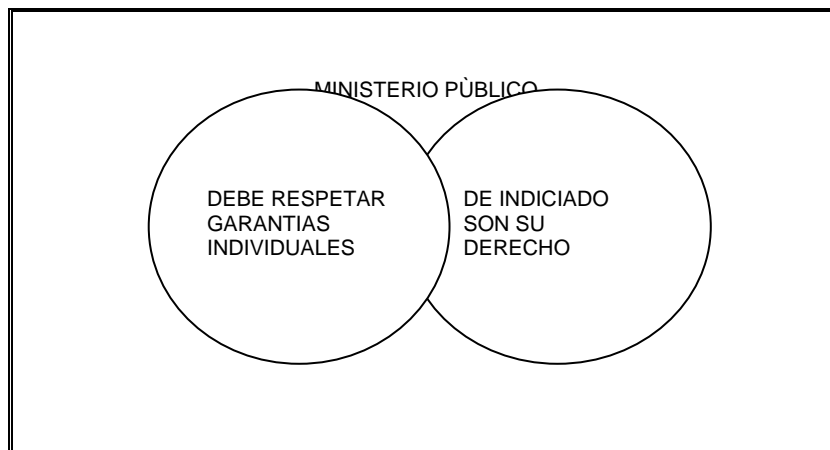 MINISTERIO PÙBLICO
DEBE RESPETAR
GARANTIAS
INDIVIDUALES
DE INDICIADO
SON SU
DERECHO